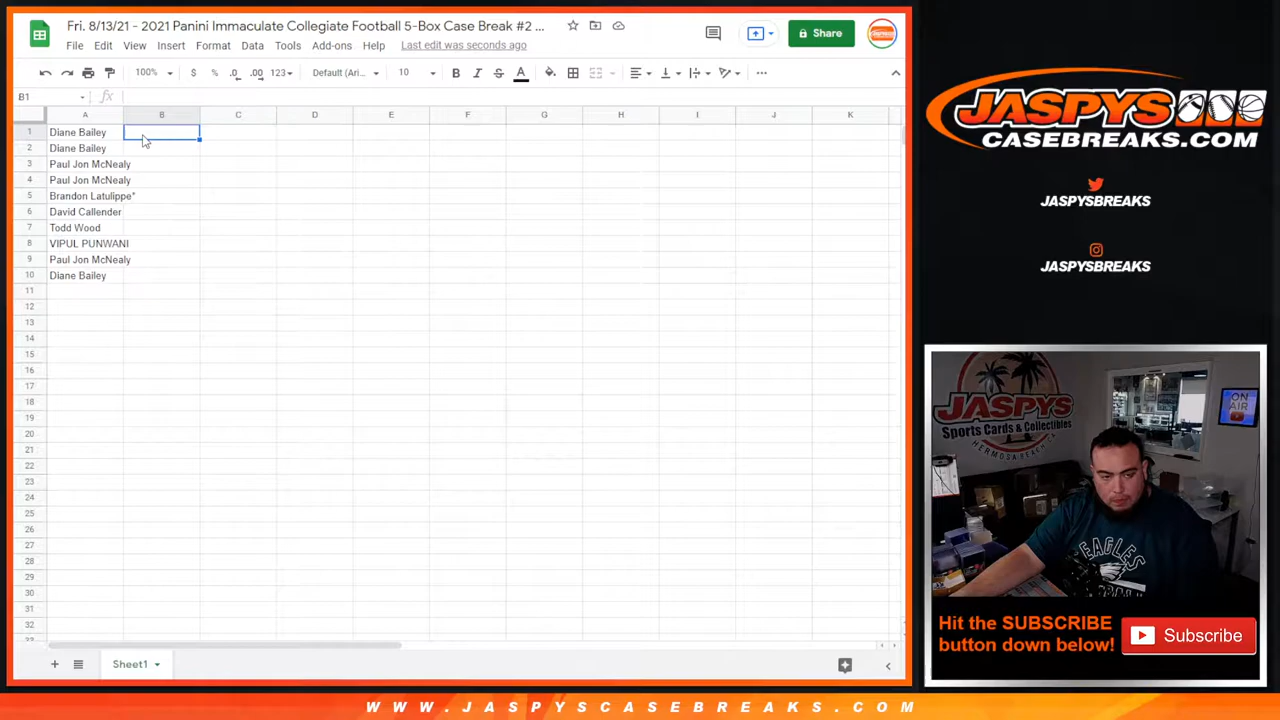 Fri. 8/13/21 - 2021 Panini Immaculate Collegiate Football 5-Box Case Break #2 ...
File Edit View Insert Format Data Tools Add-ons Help Last edit was seconds ago
Share
100% $ % .0 .00 123 Default (Ari... 10 B I S A
B1 fx
A B C D E F G H I J K
1 Diane Bailey
2 Diane Bailey
3 Paul Jon McNealy
4 Paul Jon McNealy
5 Brandon Latulippe*
6 David Callender
7 Todd Wood
8 VIPUL PUNWANI
9 Paul Jon McNealy
10 Diane Bailey
11
12
13
14
15
16
17
18
19
20
21
22
23
24
25
26
27
28
29
30
31
32
Sheet1
JASPYS
CASEBREAKS.COM
JASPYSBREAKS
JASPYSBREAKS
JASPYS
Sports Cards & Collectibles
HERMOSA BEACH, CA
ON
AIR
EAGLES
Hit the SUBSCRIBE
button down below!
Subscribe
WWW.JASPYSCASEBREAKS.COM